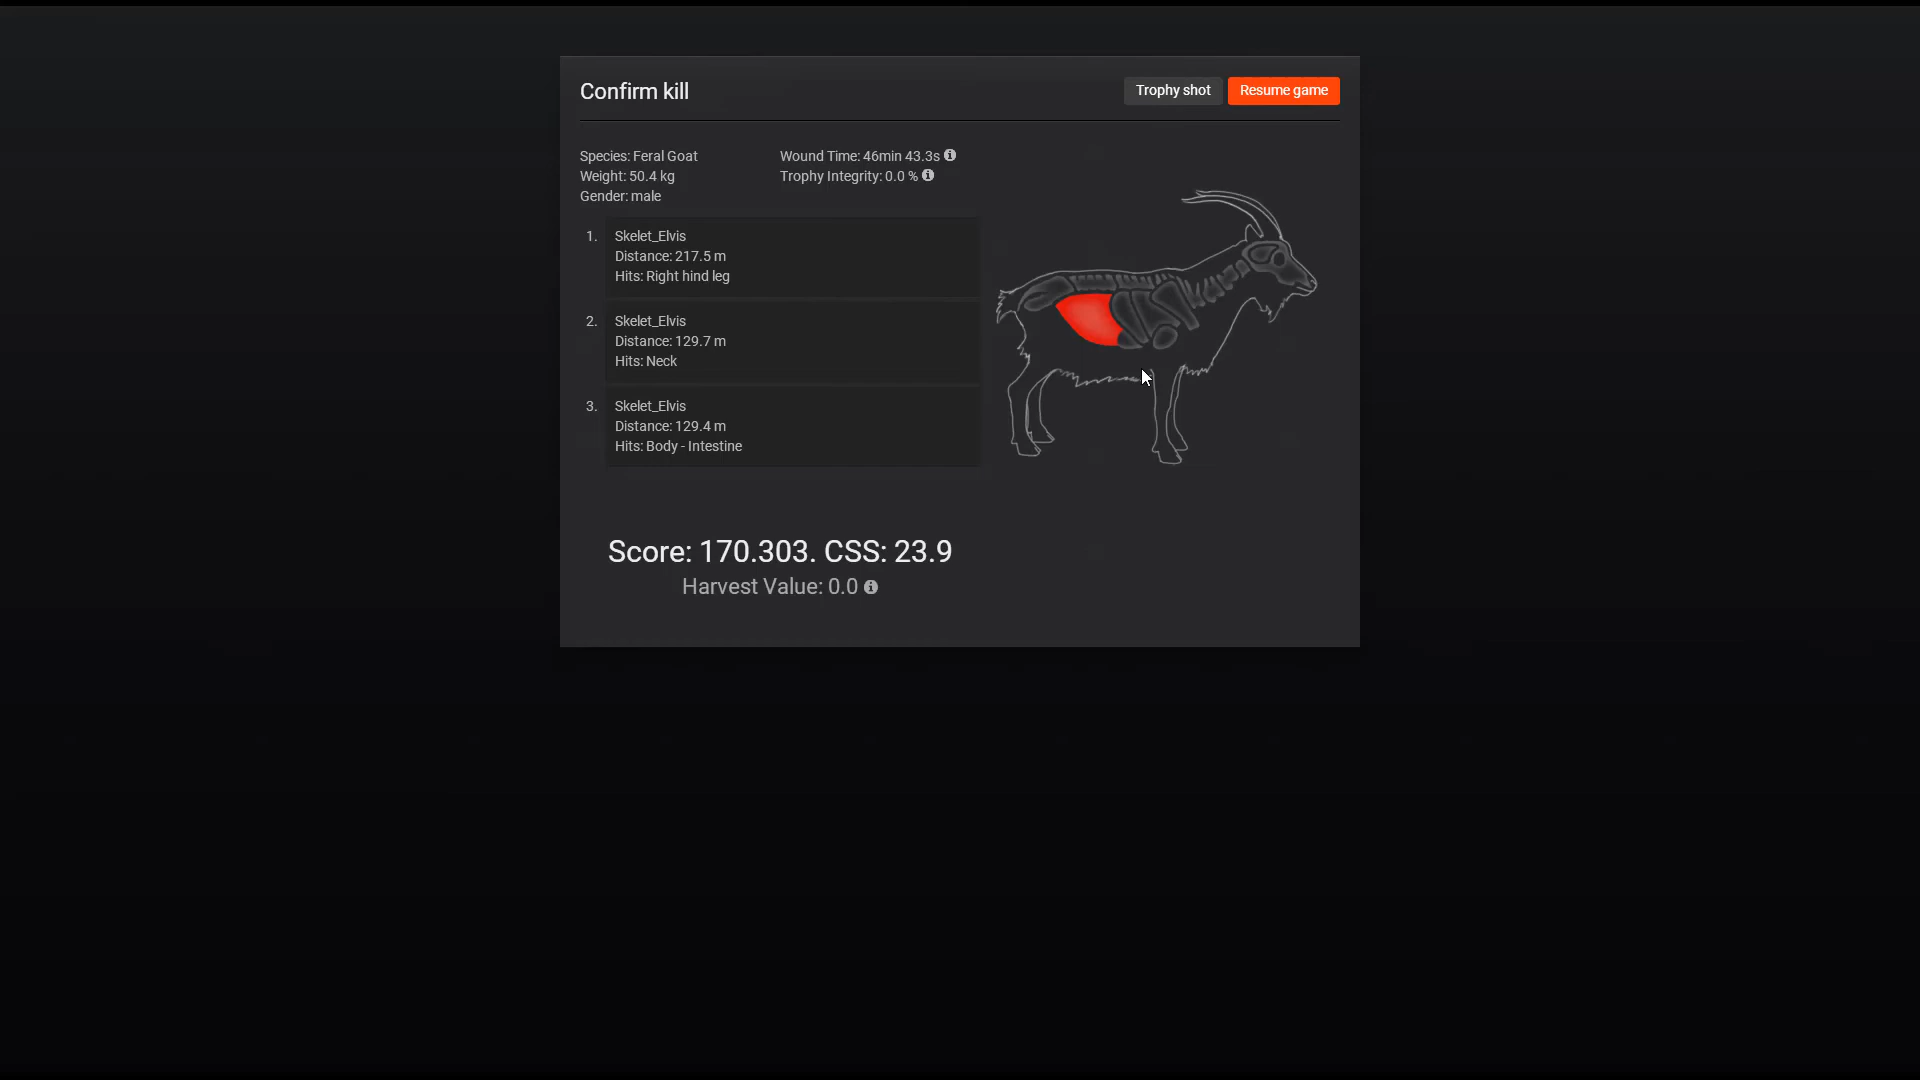 Confirm kill
Trophy shot
Resume game
Species: Feral Goat
Weight: 50.4 kg
Gender: male
Wound Time: 46min 43.3s
Trophy Integrity: 0.0 %
1.
Skelet_Elvis
Distance: 217.5 m
Hits: Right hind leg
2.
Skelet_Elvis
Distance: 129.7 m
Hits: Neck
3.
Skelet_Elvis
Distance: 129.4 m
Hits: Body - Intestine
Score: 170.303. CSS: 23.9
Harvest Value: 0.0